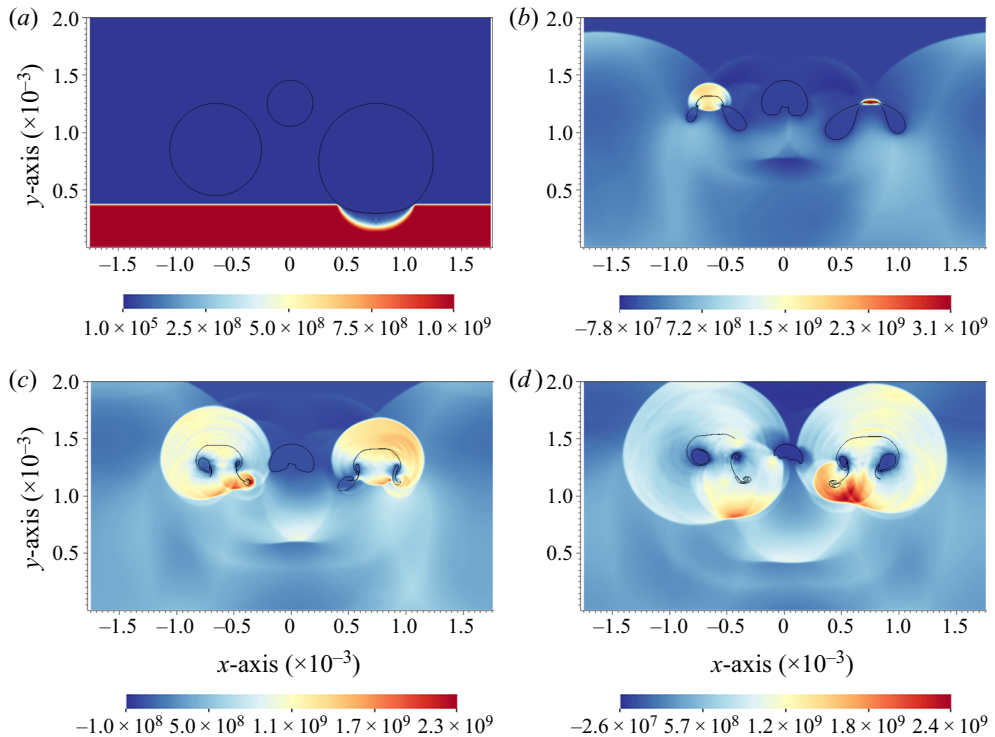 (a)
2.0
1.5
1.0
0.5
y-axis (×10⁻³)
–1.5 –1.0 –0.5 0 0.5 1.0 1.5
1.0 × 10⁵ 2.5 × 10⁸ 5.0 × 10⁸ 7.5 × 10⁸ 1.0 × 10⁹
(b)
2.0
1.5
1.0
0.5
–1.5 –1.0 –0.5 0 0.5 1.0 1.5
–7.8 × 10⁷ 7.2 × 10⁸ 1.5 × 10⁹ 2.3 × 10⁹ 3.1 × 10⁹
(c)
2.0
1.5
1.0
0.5
y-axis (×10⁻³)
–1.5 –1.0 –0.5 0 0.5 1.0 1.5
x-axis (×10⁻³)
–1.0 × 10⁸ 5.0 × 10⁸ 1.1 × 10⁹ 1.7 × 10⁹ 2.3 × 10⁹
(d)
2.0
1.5
1.0
0.5
–1.5 –1.0 –0.5 0 0.5 1.0 1.5
x-axis (×10⁻³)
–2.6 × 10⁷ 5.7 × 10⁸ 1.2 × 10⁹ 1.8 × 10⁹ 2.4 × 10⁹